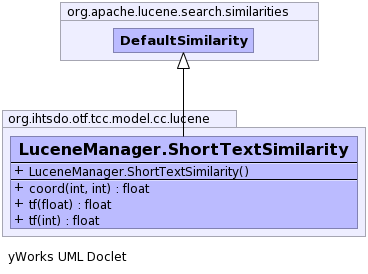 org.apache.lucene.search.similarities
DefaultSimilarity
org.ihtsdo.otf.tcc.model.cc.lucene
LuceneManager.ShortTextSimilarity
+ LuceneManager.ShortTextSimilarity()
+ coord(int, int) : float
+ tf(float) : float
+ tf(int) : float
yWorks UML Doclet